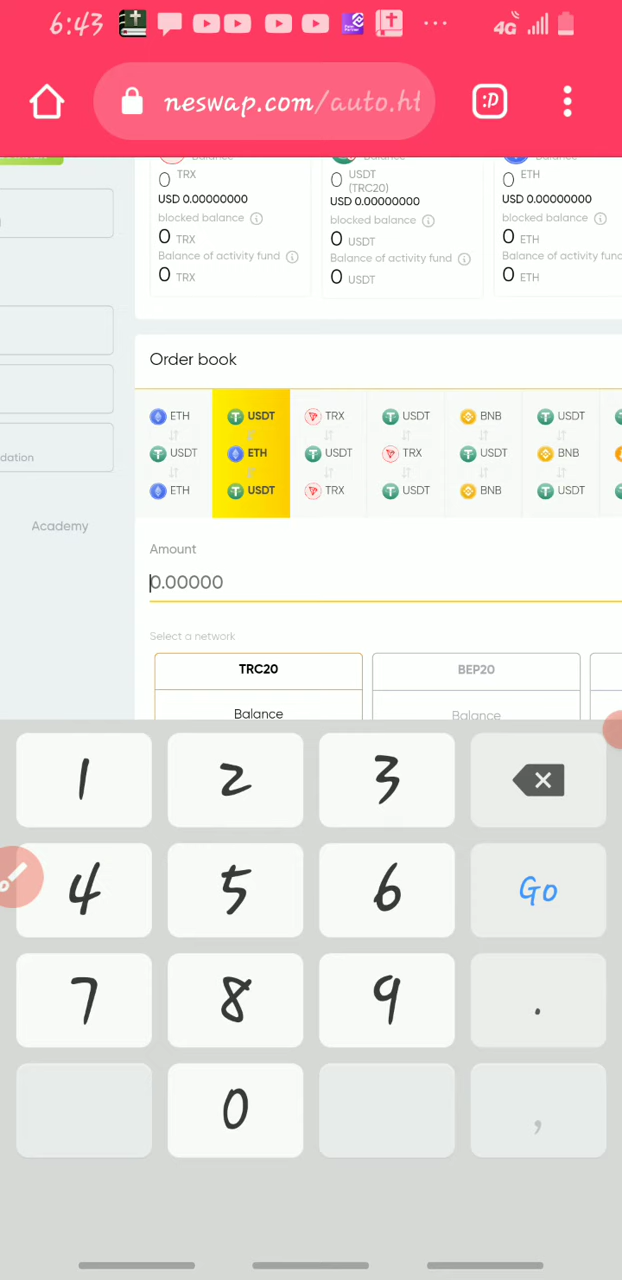 6:43 4G
neswap.com/auto.ht :D
TRX
USD 0.00000000
blocked balance
0 TRX
Balance of activity fund
0 TRX
0 USDT
(TRC20)
USD 0.00000000
blocked balance
0 USDT
Balance of activity fund
0 USDT
0 ETH
USD 0.00000000
blocked balance
0 ETH
Balance of activity fund
0 ETH
dation
Academy
Order book
ETH USDT TRX USDT BNB USDT
USDT ETH USDT TRX USDT BNB
ETH USDT TRX USDT BNB USDT
Amount
0.00000
Select a network
TRC20 BEP20
Balance Balance
1 2 3
4 5 6 Go
7 8 9 .
0 ,